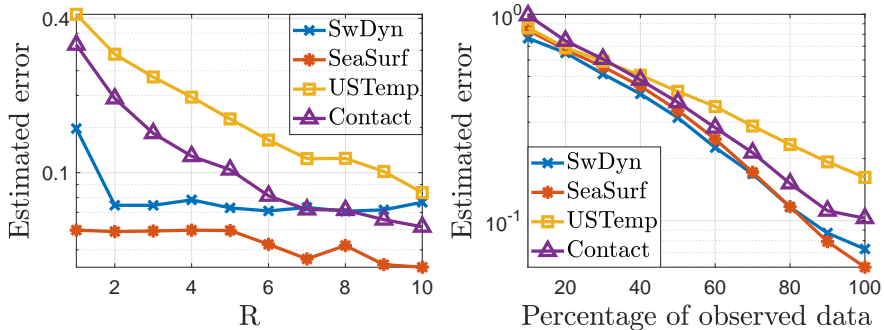 0.4
0.1
Estimated error
SwDyn
SeaSurf
USTemp
Contact
2 4 6 8 10
R
10^0
10^-1
Estimated error
SwDyn
SeaSurf
USTemp
Contact
20 40 60 80 100
Percentage of observed data